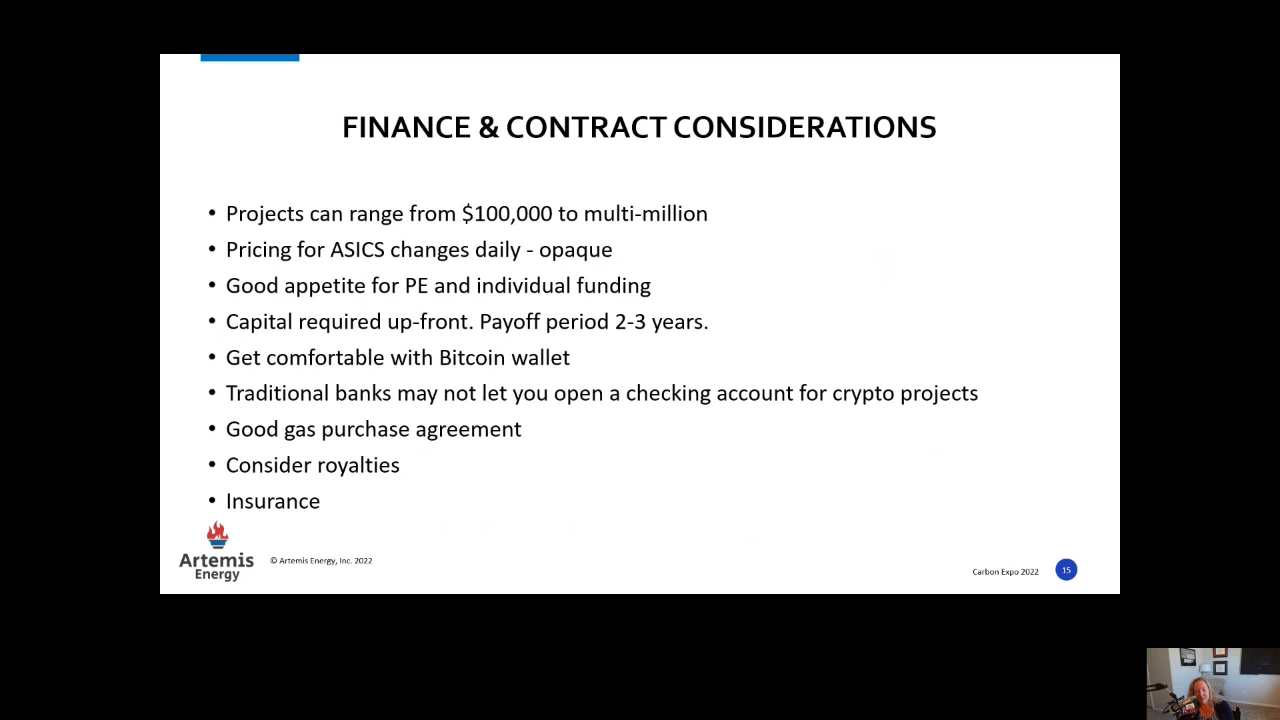 FINANCE & CONTRACT CONSIDERATIONS
• Projects can range from $100,000 to multi-million
• Pricing for ASICS changes daily - opaque
• Good appetite for PE and individual funding
• Capital required up-front. Payoff period 2-3 years.
• Get comfortable with Bitcoin wallet
• Traditional banks may not let you open a checking account for crypto projects
• Good gas purchase agreement
• Consider royalties
• Insurance
Artemis
Energy
© Artemis Energy, Inc. 2022
Carbon Expo 2022
15